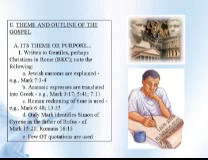 I. THEME AND OUTLINE OF THE
GOSPEL
A. ITS THEME OR PURPOSE...
1. Written to Gentiles, perhaps
Christians in Rome (BKC); note the
following:
a. Jewish customs are explained -
e.g., Mark 7:3-4
b. Aramaic expresses are translated
into Greek - e.g., Mark 3:17; 5:41; 7:11
c. Roman reckoning of time is used -
e.g., Mark 6:48; 13:35
d. Only Mark identifies Simon of
Cyrene as the father of Rufus - cf.
Mark 15:21; Romans 16:13
e. Few OT quotations are used